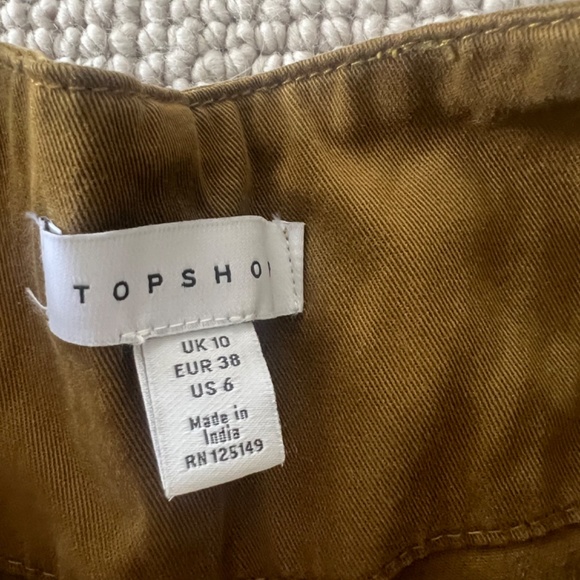 TOPSHO
UK 10
EUR 38
US 6
Made in
India
RN 125149